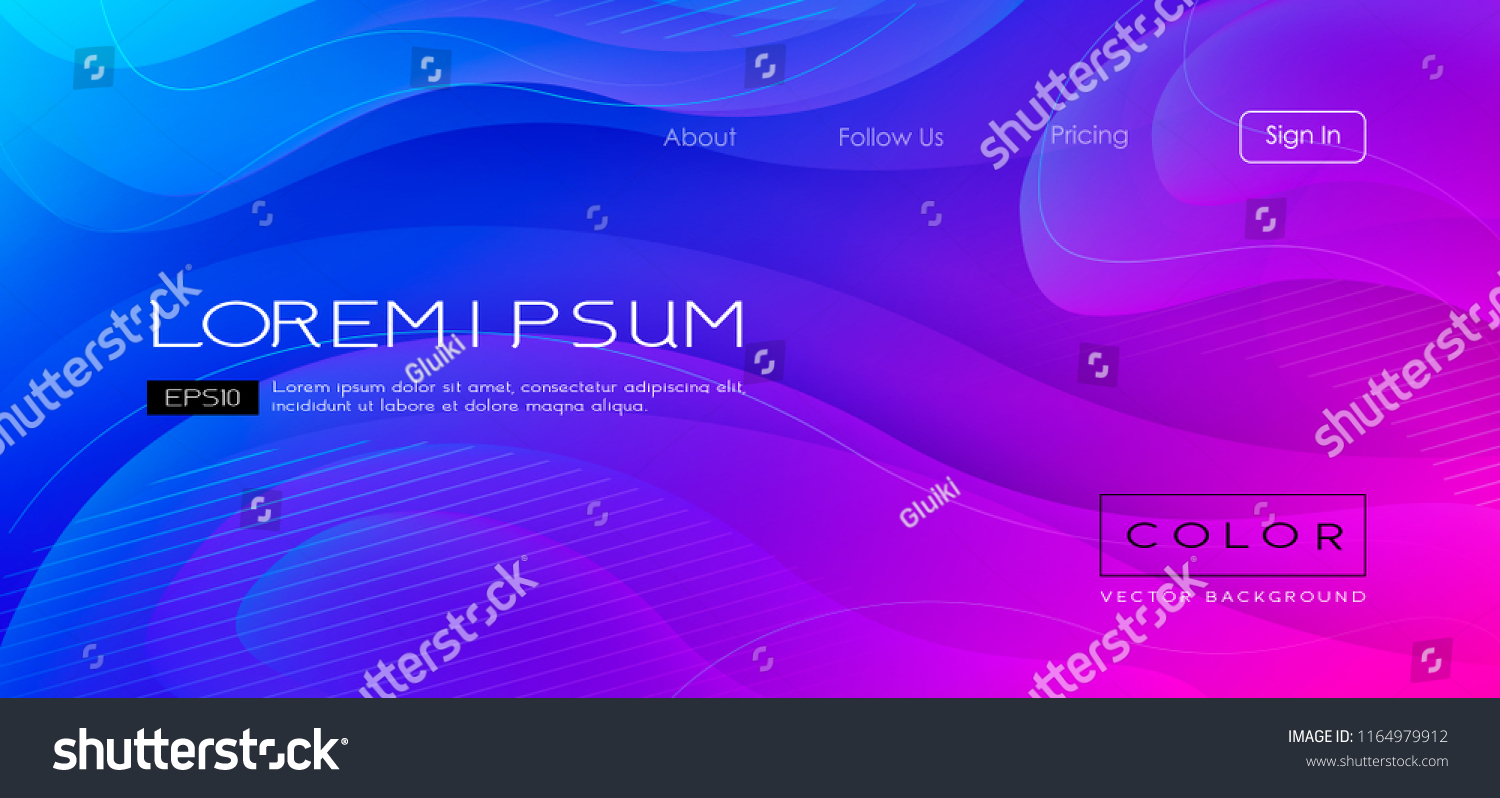 About Follow Us Pricing Sign In
LOREM IPSUM
EPS10
Lorem ipsum dolor sit amet, consectetur adipiscing elit,
incididunt ut labore et dolore magna aliqua.
COLOR
VECTOR BACKGROUND
shutterstock®
shutterstock®
shutterstock®
shutterstock®
shutterstock®
Gluiki
Gluiki
shutterstock®
IMAGE ID: 1164979912
www.shutterstock.com